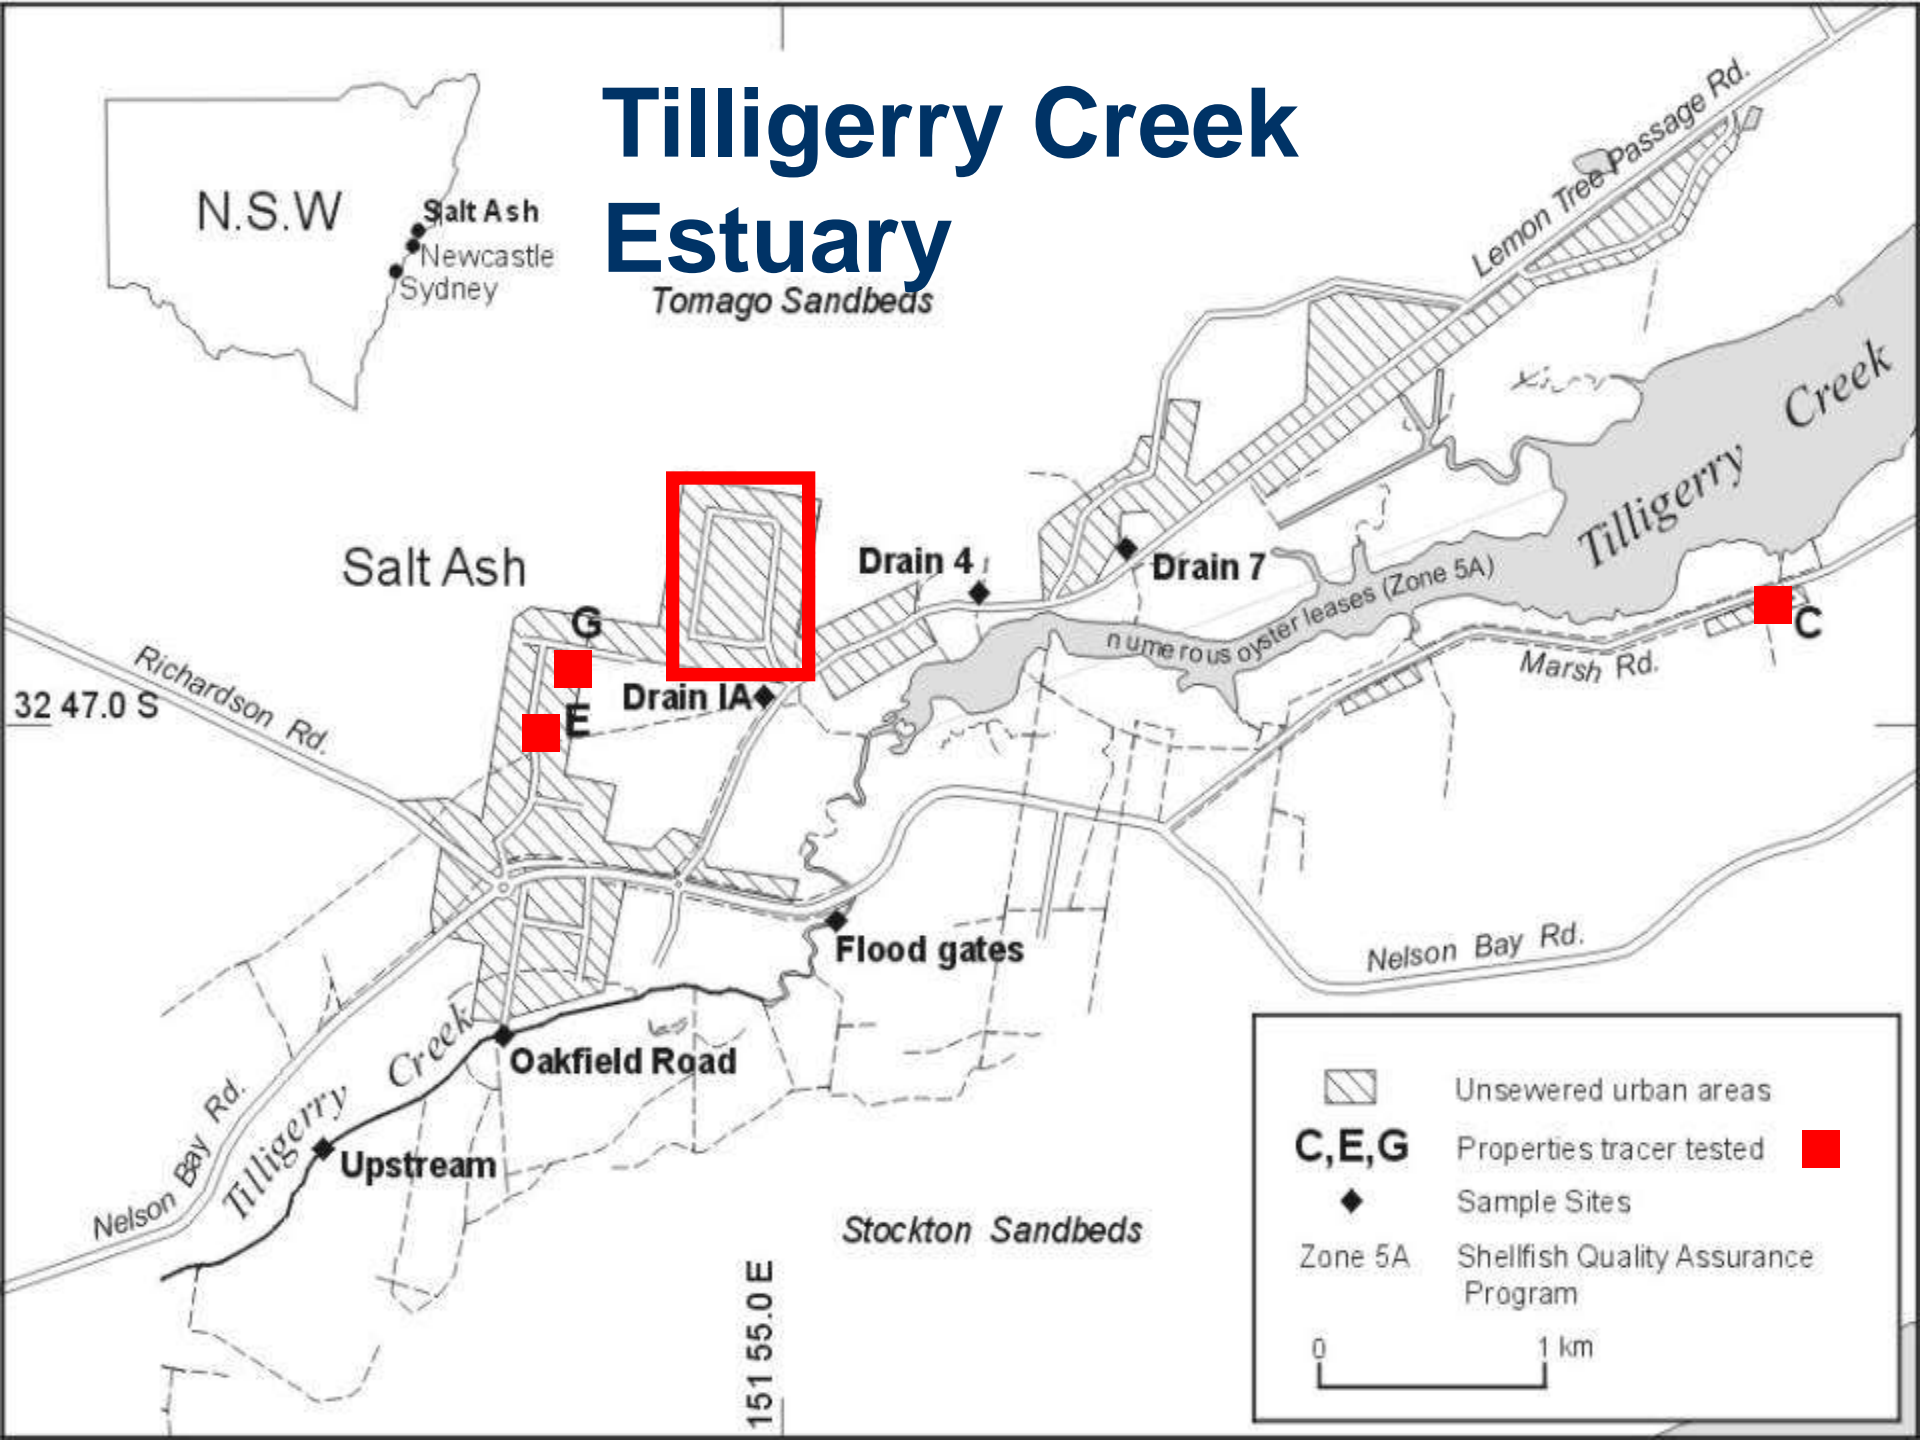 Tilligerry Creek
Estuary
N.S.W
Salt Ash
Newcastle
Sydney
Tomago Sandbeds
Lemon Tree Passage Rd.
Tilligerry Creek
Salt Ash
Drain 4
Drain 7
numerous oyster leases (Zone 5A)
G
C
Richardson Rd.
Marsh Rd.
32 47.0 S
Drain IA
E
Flood gates
Nelson Bay Rd.
Tilligerry Creek
Oakfield Road
Nelson Bay Rd.
Upstream
Stockton Sandbeds
151 55.0 E
Unsewered urban areas
C,E,G Properties tracer tested
Sample Sites
Zone 5A Shellfish Quality Assurance
Program
0 1 km